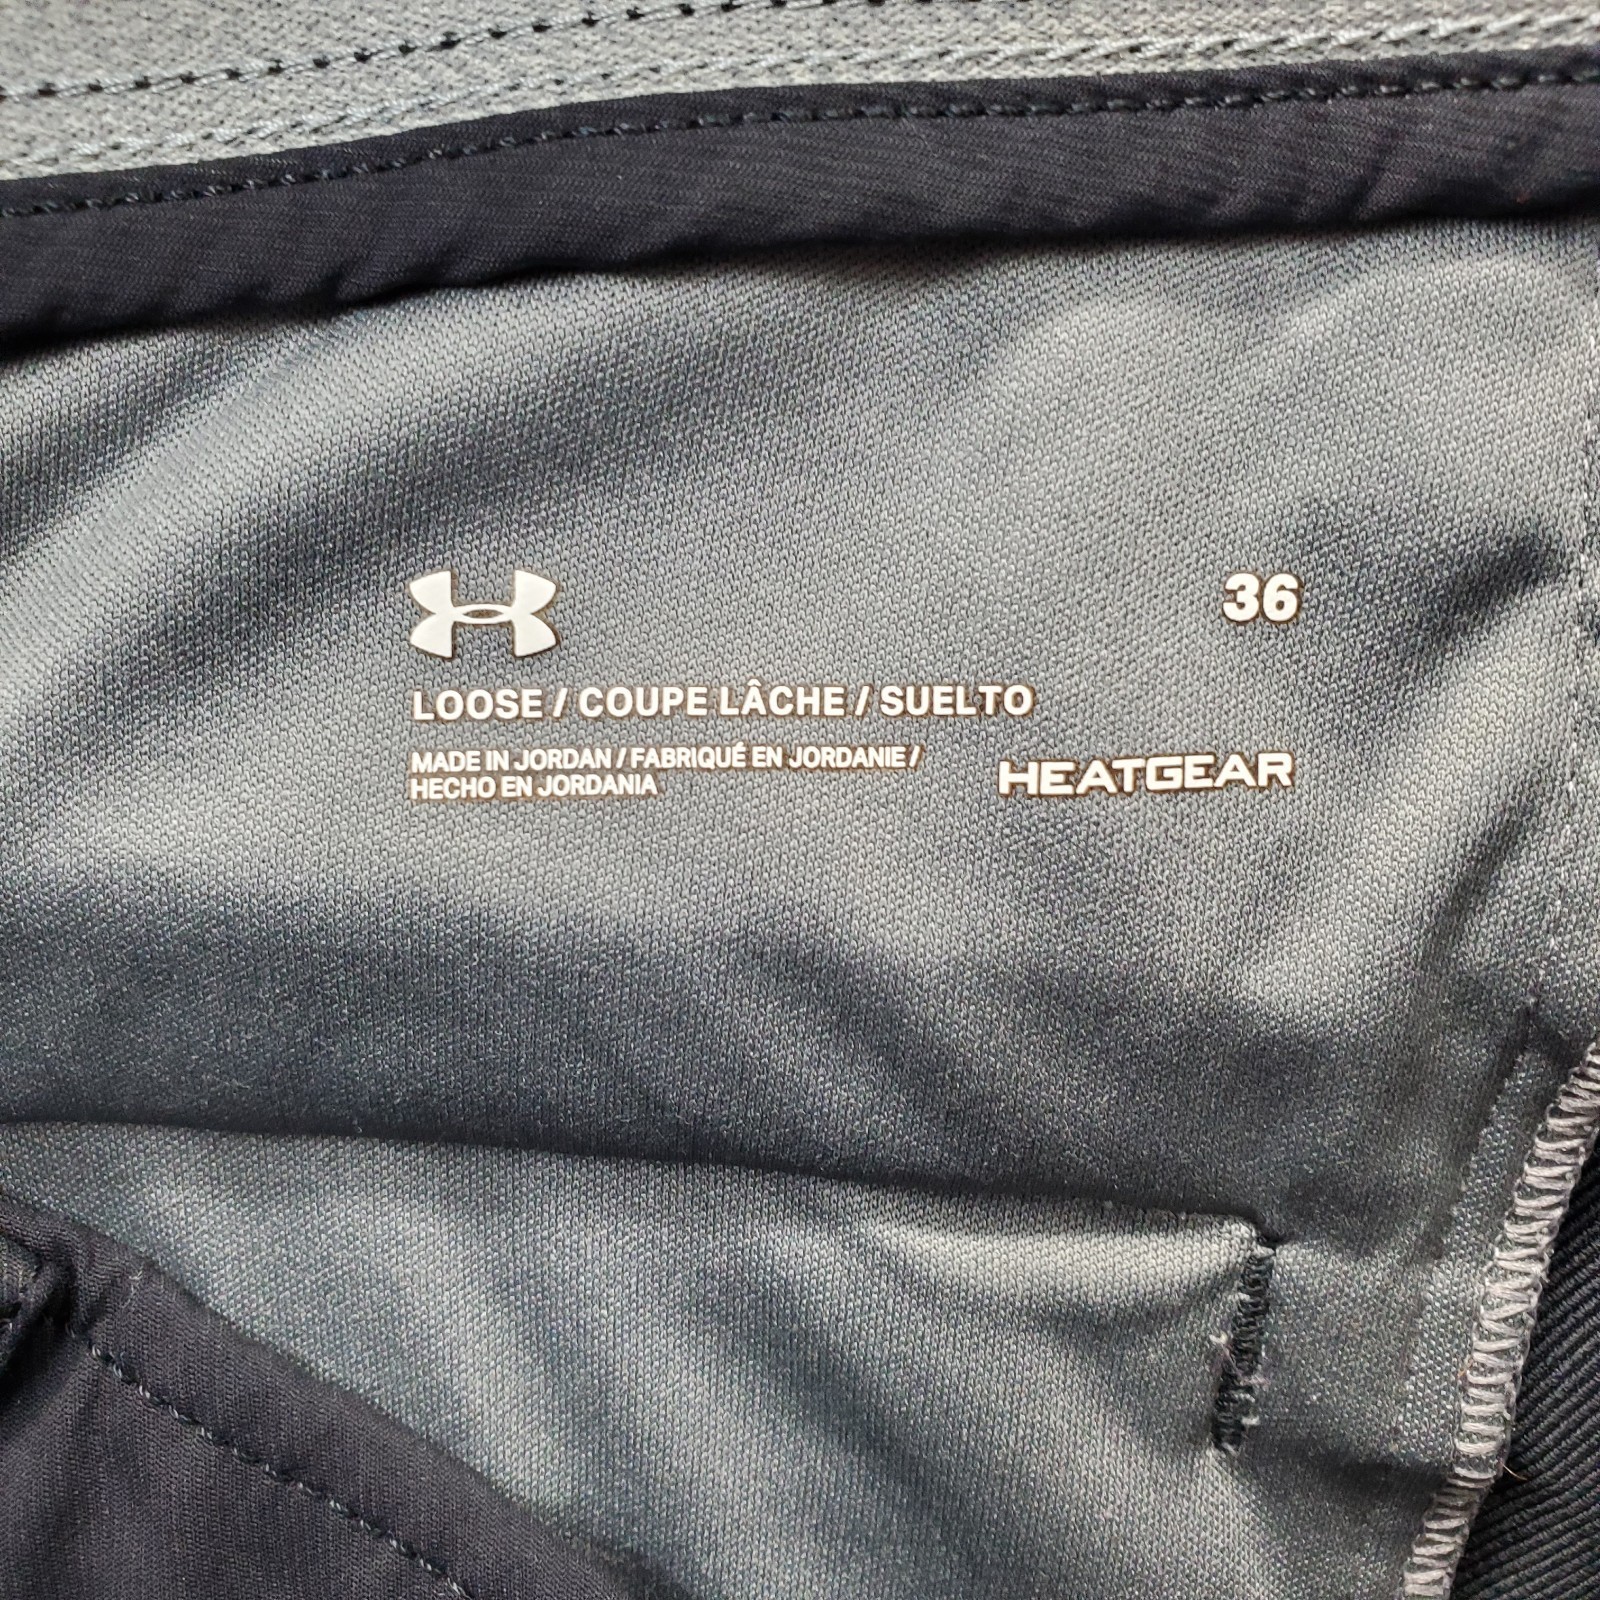 36
LOOSE / COUPE LÂCHE / SUELTO
MADE IN JORDAN / FABRIQUÉ EN JORDANIE /
HECHO EN JORDANIA
HEATGEAR